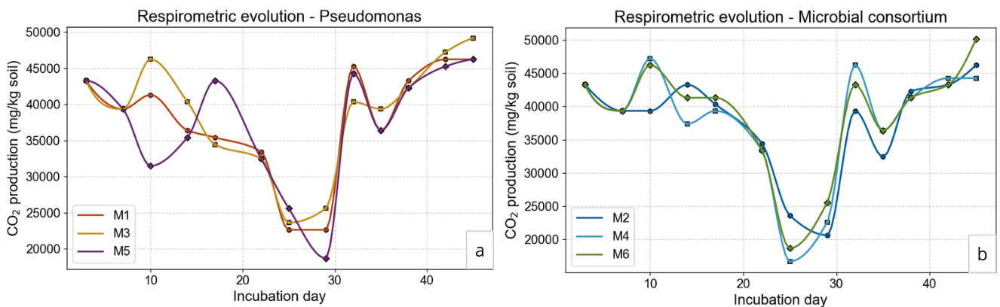 Respirometric evolution - Pseudomonas
CO₂ production (mg/kg soil)
50000
45000
40000
35000
30000
25000
20000
M1
M3
M5
a
10
20
30
40
Incubation day
Respirometric evolution - Microbial consortium
CO₂ production (mg/kg soil)
50000
45000
40000
35000
30000
25000
20000
M2
M4
M6
b
10
20
30
40
Incubation day